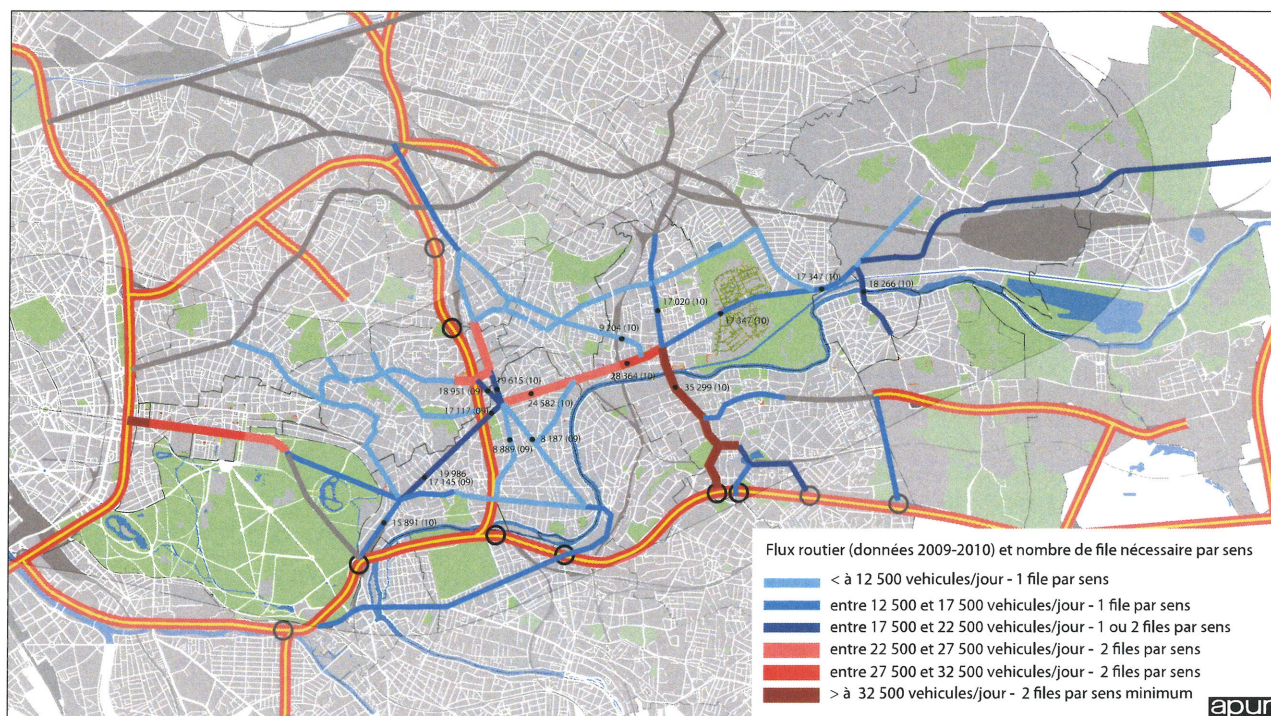 17 347 (10)
18 266 (10)
17 020 (10)
17 347 (10)
9 204 (10)
28 364 (10)
35 299 (10)
19 615 (10)
18 951 (09)
24 582 (10)
17 117 (09)
8 889 (09)
8 187 (09)
19 986
17 145 (09)
15 891 (10)
Flux routier (données 2009-2010) et nombre de file nécessaire par sens
< à 12 500 vehicules/jour - 1 file par sens
entre 12 500 et 17 500 vehicules/jour - 1 file par sens
entre 17 500 et 22 500 vehicules/jour - 1 ou 2 files par sens
entre 22 500 et 27 500 vehicules/jour - 2 files par sens
entre 27 500 et 32 500 vehicules/jour - 2 files par sens
> à 32 500 vehicules/jour - 2 files par sens minimum
apur